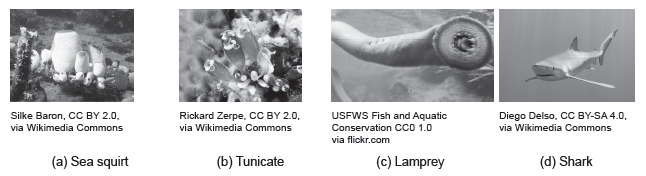 Silke Baron, CC BY 2.0,
via Wikimedia Commons
Rickard Zerpe, CC BY 2.0,
via Wikimedia Commons
USFWS Fish and Aquatic
Conservation CC0 1.0
via flickr.com
Diego Delso, CC BY-SA 4.0,
via Wikimedia Commons
(a) Sea squirt
(b) Tunicate
(c) Lamprey
(d) Shark